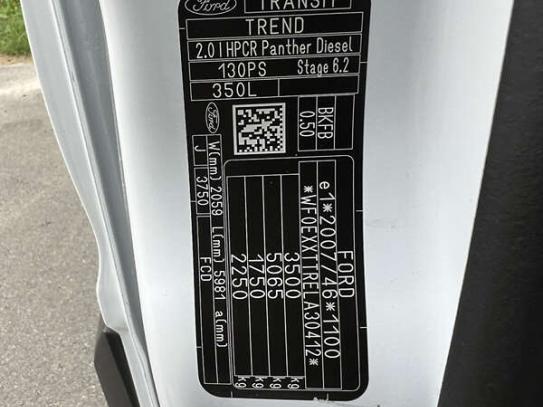 Ford
TRANSIT
TREND
2.0l HPCR Panther Diesel
130PS Stage 6.2
350L
Ford
BKFB
0.50
W(mm) 2059 L(mm) 5981 a(mm)
J 3750 FCD
FORD
e1*2007/46*1100
*WF0EXXTTRELA30412*
3500 kg
5065 kg
1750 kg
2250 kg